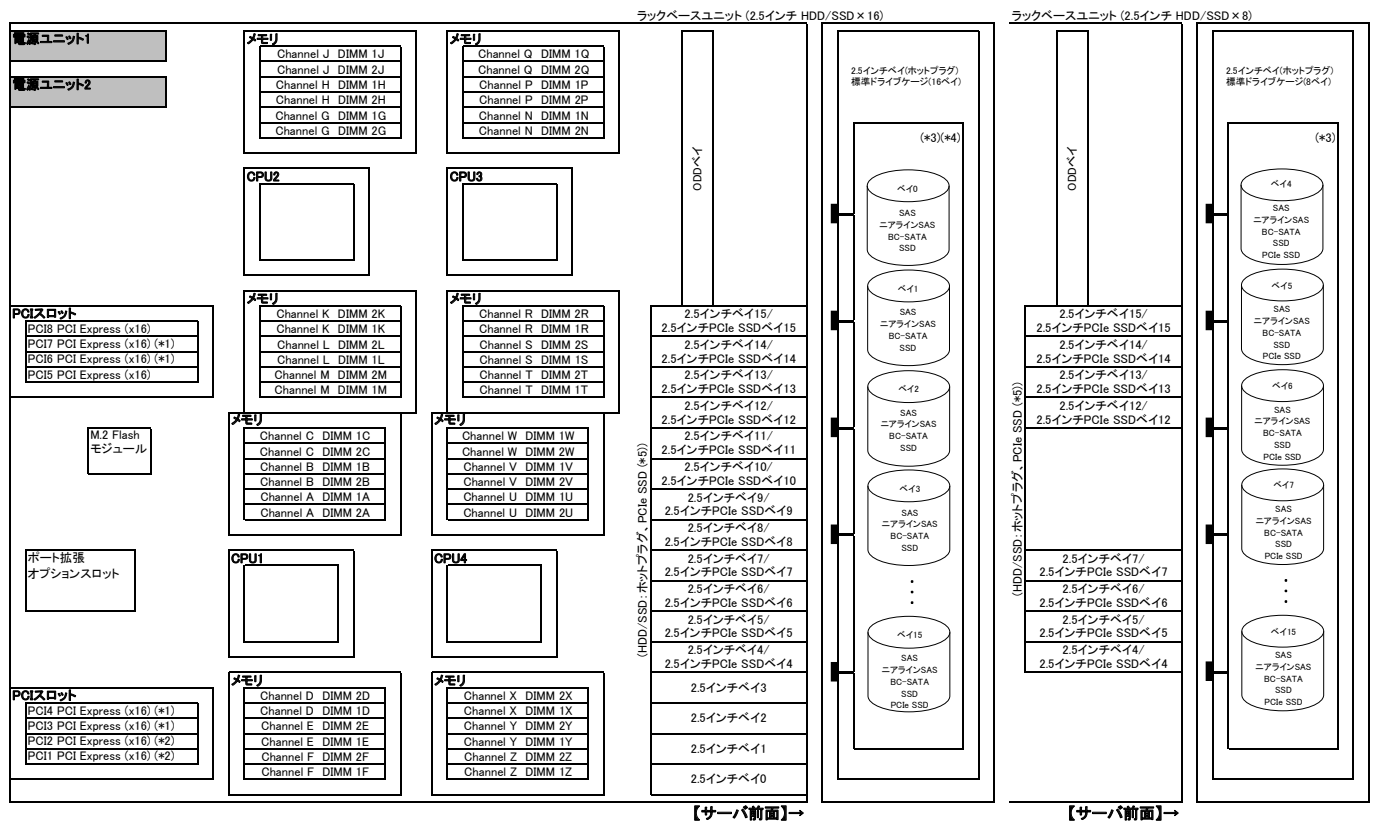 ラックベースユニット (2.5インチ HDD/SSD×16)
ラックベースユニット (2.5インチ HDD/SSD×8)
電源ユニット1
電源ユニット2
PCIスロット
PCI8 PCI Express (x16)
PCI7 PCI Express (x16) (*1)
PCI6 PCI Express (x16) (*1)
PCI5 PCI Express (x16)
M.2 Flash
モジュール
ポート拡張
オプションスロット
PCIスロット
PCI4 PCI Express (x16) (*1)
PCI3 PCI Express (x16) (*1)
PCI2 PCI Express (x16) (*2)
PCI1 PCI Express (x16) (*2)
メモリ
Channel J DIMM 1J
Channel J DIMM 2J
Channel H DIMM 1H
Channel H DIMM 2H
Channel G DIMM 1G
Channel G DIMM 2G
メモリ
Channel Q DIMM 1Q
Channel Q DIMM 2Q
Channel P DIMM 1P
Channel P DIMM 2P
Channel N DIMM 1N
Channel N DIMM 2N
CPU2
CPU3
メモリ
Channel K DIMM 2K
Channel K DIMM 1K
Channel L DIMM 2L
Channel L DIMM 1L
Channel M DIMM 2M
Channel M DIMM 1M
メモリ
Channel R DIMM 2R
Channel R DIMM 1R
Channel S DIMM 2S
Channel S DIMM 1S
Channel T DIMM 2T
Channel T DIMM 1T
メモリ
Channel C DIMM 1C
Channel C DIMM 2C
Channel B DIMM 1B
Channel B DIMM 2B
Channel A DIMM 1A
Channel A DIMM 2A
メモリ
Channel W DIMM 1W
Channel W DIMM 2W
Channel V DIMM 1V
Channel V DIMM 2V
Channel U DIMM 1U
Channel U DIMM 2U
CPU1
CPU4
メモリ
Channel D DIMM 2D
Channel D DIMM 1D
Channel E DIMM 2E
Channel E DIMM 1E
Channel F DIMM 2F
Channel F DIMM 1F
メモリ
Channel X DIMM 2X
Channel X DIMM 1X
Channel Y DIMM 2Y
Channel Y DIMM 1Y
Channel Z DIMM 2Z
Channel Z DIMM 1Z
ODDベイ
(HDD/SSD:ホットプラグ、PCIe SSD (*5))
2.5インチベイ15/
2.5インチPCIe SSDベイ15
2.5インチベイ14/
2.5インチPCIe SSDベイ14
2.5インチベイ13/
2.5インチPCIe SSDベイ13
2.5インチベイ12/
2.5インチPCIe SSDベイ12
2.5インチベイ11/
2.5インチPCIe SSDベイ11
2.5インチベイ10/
2.5インチPCIe SSDベイ10
2.5インチベイ9/
2.5インチPCIe SSDベイ9
2.5インチベイ8/
2.5インチPCIe SSDベイ8
2.5インチベイ7/
2.5インチPCIe SSDベイ7
2.5インチベイ6/
2.5インチPCIe SSDベイ6
2.5インチベイ5/
2.5インチPCIe SSDベイ5
2.5インチベイ4/
2.5インチPCIe SSDベイ4
2.5インチベイ3
2.5インチベイ2
2.5インチベイ1
2.5インチベイ0
【サーバ前面】→
2.5インチベイ(ホットプラグ)
標準ドライブケージ(16ベイ)
(*3)(*4)
ベイ0
SAS
ニアラインSAS
BC-SATA
SSD
ベイ1
SAS
ニアラインSAS
BC-SATA
SSD
ベイ2
SAS
ニアラインSAS
BC-SATA
SSD
ベイ3
SAS
ニアラインSAS
BC-SATA
SSD
・・・
ベイ15
SAS
ニアラインSAS
BC-SATA
SSD
PCIe SSD
ODDベイ
(HDD/SSD:ホットプラグ、PCIe SSD (*5))
2.5インチベイ15/
2.5インチPCIe SSDベイ15
2.5インチベイ14/
2.5インチPCIe SSDベイ14
2.5インチベイ13/
2.5インチPCIe SSDベイ13
2.5インチベイ12/
2.5インチPCIe SSDベイ12
2.5インチベイ7/
2.5インチPCIe SSDベイ7
2.5インチベイ6/
2.5インチPCIe SSDベイ6
2.5インチベイ5/
2.5インチPCIe SSDベイ5
2.5インチベイ4/
2.5インチPCIe SSDベイ4
【サーバ前面】→
2.5インチベイ(ホットプラグ)
標準ドライブケージ(8ベイ)
(*3)
ベイ4
SAS
ニアラインSAS
BC-SATA
SSD
PCIe SSD
ベイ5
SAS
ニアラインSAS
BC-SATA
SSD
PCIe SSD
ベイ6
SAS
ニアラインSAS
BC-SATA
SSD
PCIe SSD
ベイ7
SAS
ニアラインSAS
BC-SATA
SSD
PCIe SSD
・・・
ベイ15
SAS
ニアラインSAS
BC-SATA
SSD
PCIe SSD